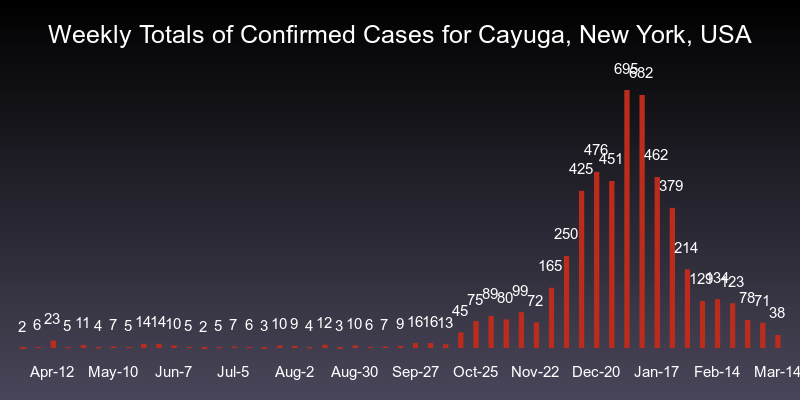 Weekly Totals of Confirmed Cases for Cayuga, New York, USA
2 6 23 5 11 4 7 5 14 14 10 5 2 5 7 6 3 10 9 4 12 3 10 6 7 9 16 16 13 45 75 89 80 99 72 165 250 425 476 451 695 682 462 379 214 129 134 123 78 71 38
Apr-12 May-10 Jun-7 Jul-5 Aug-2 Aug-30 Sep-27 Oct-25 Nov-22 Dec-20 Jan-17 Feb-14 Mar-14